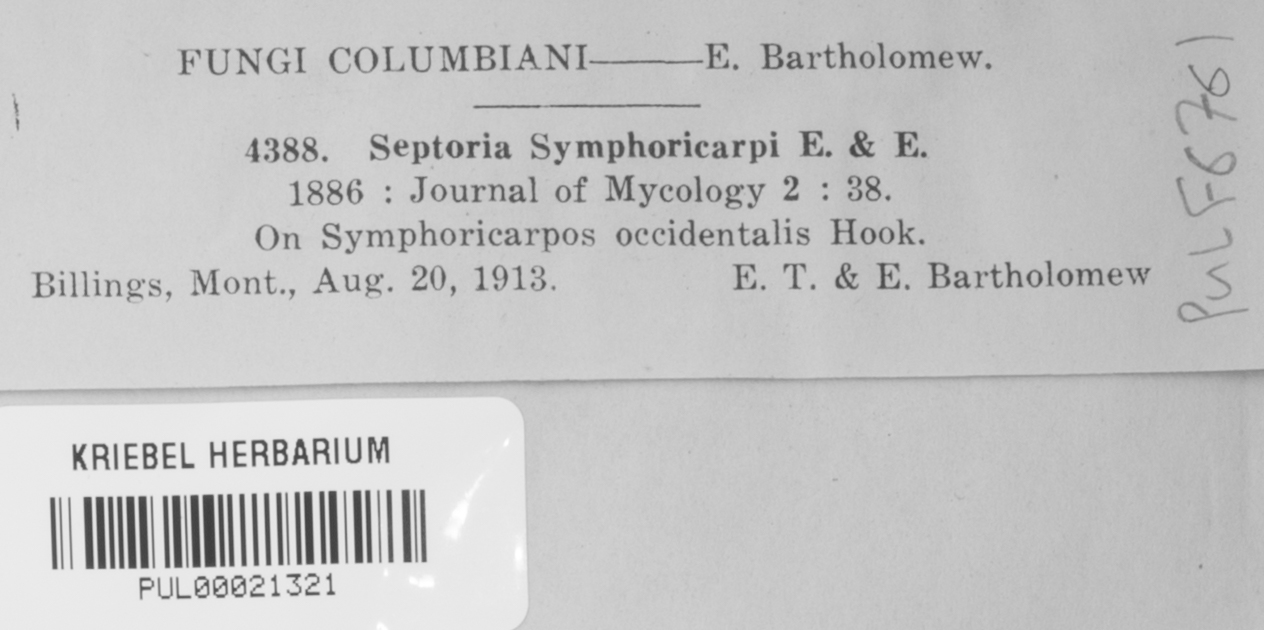 FUNGI COLUMBIANI——E. Bartholomew.
4388. Septoria Symphoricarpi E. & E.
1886 : Journal of Mycology 2 : 38.
On Symphoricarpos occidentalis Hook.
Billings, Mont., Aug. 20, 1913. E. T. & E. Bartholomew
PUL F6761
KRIEBEL HERBARIUM
PUL00021321